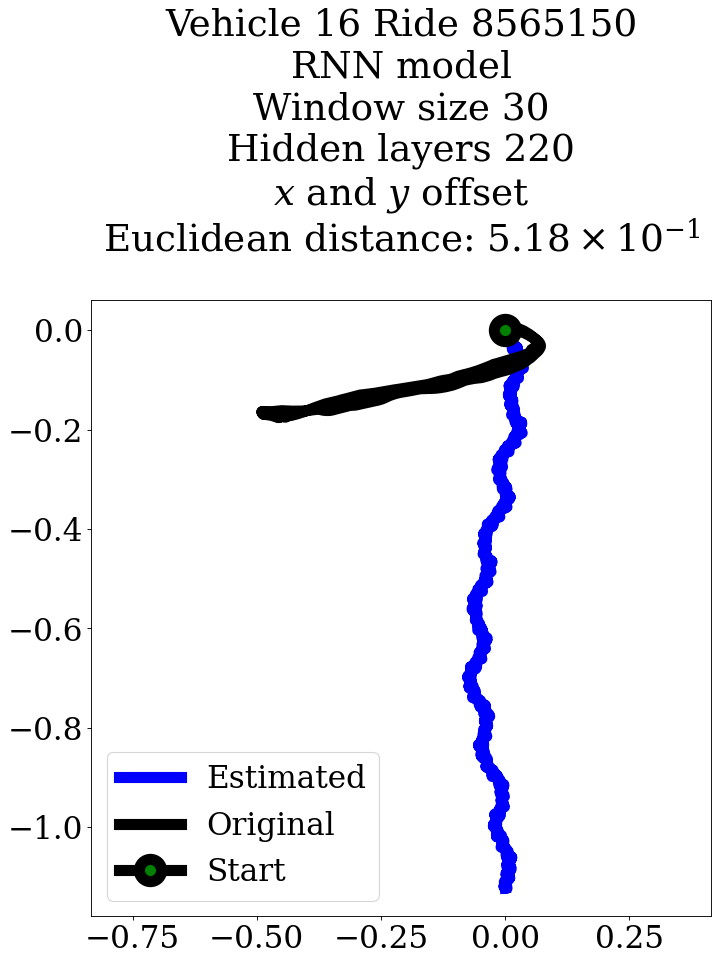 Vehicle 16 Ride 8565150
RNN model
Window size 30
Hidden layers 220
x and y offset
Euclidean distance: 5.18 × 10⁻¹
0.0
−0.2
−0.4
−0.6
−0.8
−1.0
Estimated
Original
Start
−0.75 −0.50 −0.25 0.00 0.25